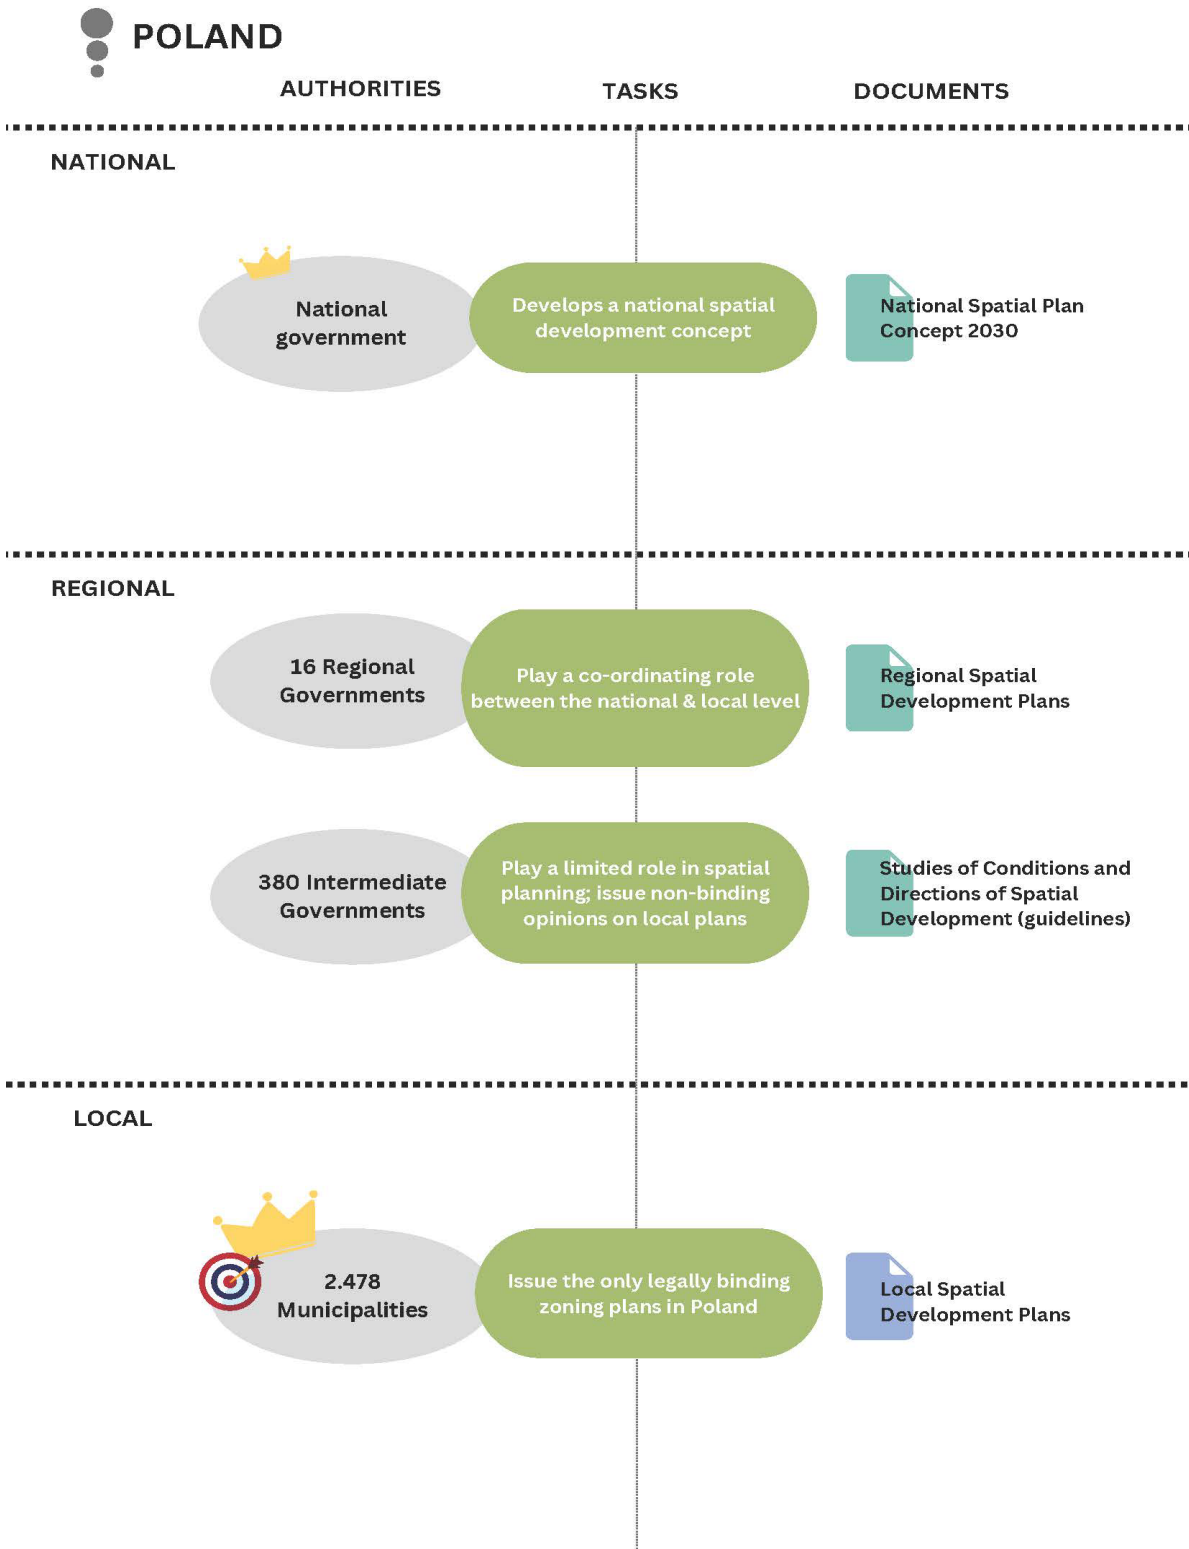 POLAND
AUTHORITIES
TASKS
DOCUMENTS
NATIONAL
National
government
Develops a national spatial
development concept
National Spatial Plan
Concept 2030
REGIONAL
16 Regional
Governments
Play a co-ordinating role
between the national & local level
Regional Spatial
Development Plans
380 Intermediate
Governments
Play a limited role in spatial
planning; issue non-binding
opinions on local plans
Studies of Conditions and
Directions of Spatial
Development (guidelines)
LOCAL
2.478
Municipalities
Issue the only legally binding
zoning plans in Poland
Local Spatial
Development Plans